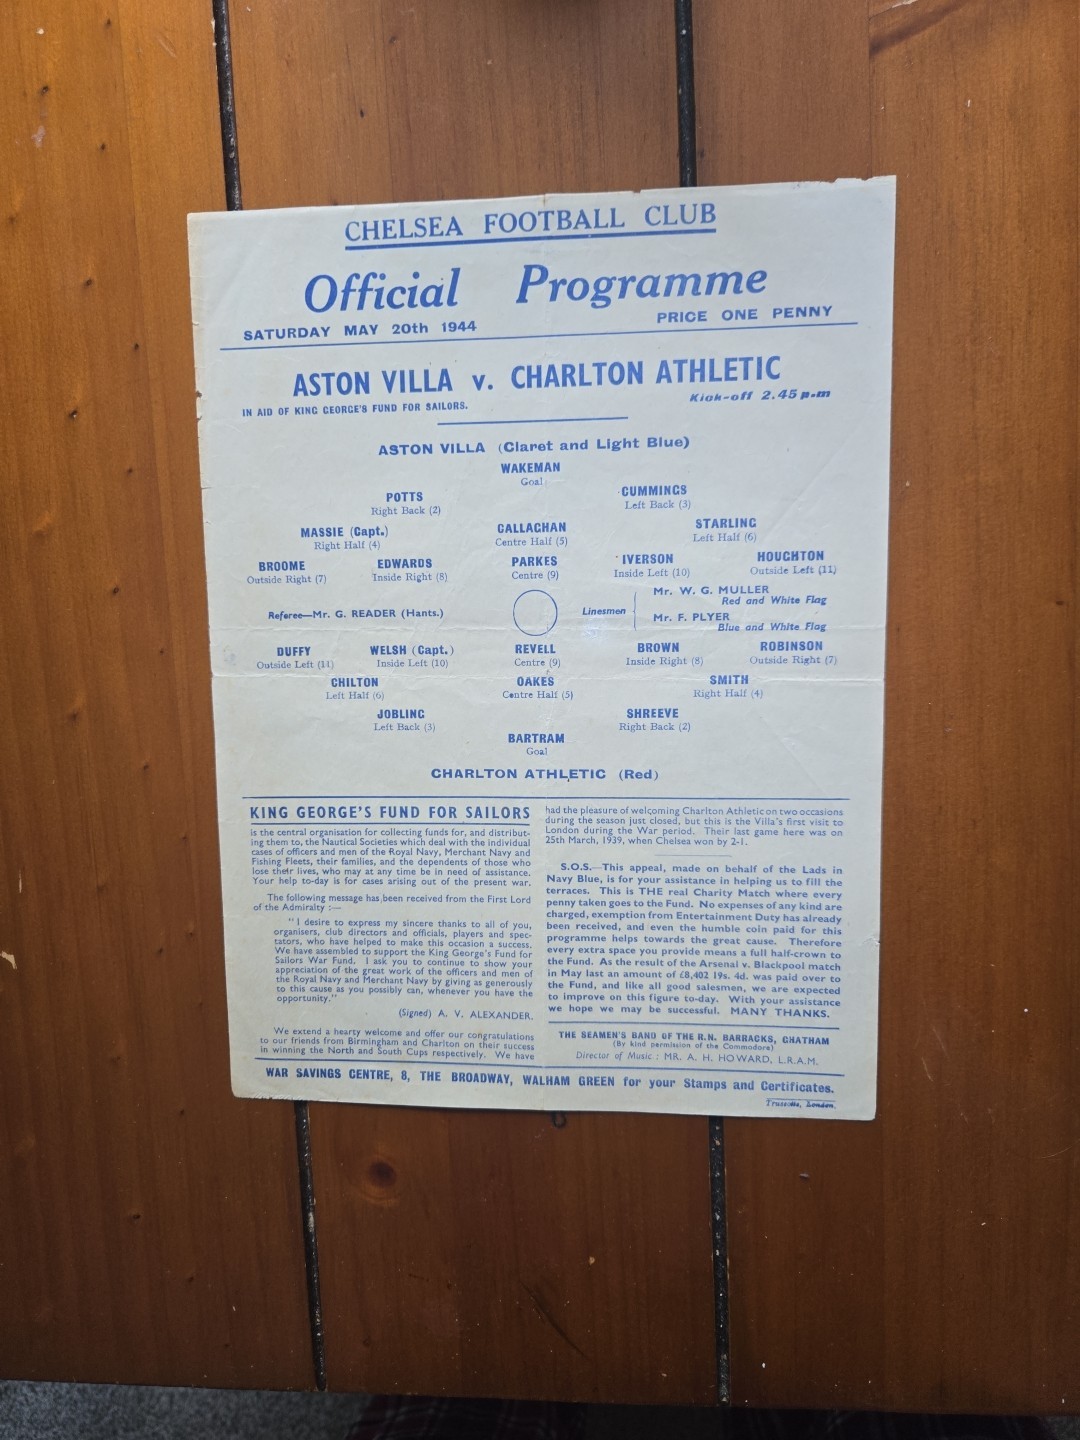 CHELSEA FOOTBALL CLUB
Official Programme
SATURDAY MAY 20th 1944
PRICE ONE PENNY
ASTON VILLA v. CHARLTON ATHLETIC
IN AID OF KING GEORGE'S FUND FOR SAILORS.
Kick-off 2.45 p.m
ASTON VILLA (Claret and Light Blue)
WAKEMAN
Goal
POTTS CUMMINGS
Right Back (2) Left Back (3)
MASSIE (Capt.) CALLAGHAN STARLING
Right Half (4) Centre Half (5) Left Half (6)
BROOME EDWARDS PARKES IVERSON HOUGHTON
Outside Right (7) Inside Right (8) Centre (9) Inside Left (10) Outside Left (11)
Referee—Mr. G. READER (Hants.)
Linesmen
Mr. W. G. MULLER
Red and White Flag
Mr. F. PLYER
Blue and White Flag
DUFFY WELSH (Capt.) REVELL BROWN ROBINSON
Outside Left (11) Inside Left (10) Centre (9) Inside Right (8) Outside Right (7)
CHILTON OAKES SMITH
Left Half (6) Centre Half (5) Right Half (4)
JOBLING SHREEVE
Left Back (3) Right Back (2)
BARTRAM
Goal
CHARLTON ATHLETIC (Red)
KING GEORGE'S FUND FOR SAILORS
is the central organisation for collecting funds for, and distribut-
ing them to, the Nautical Societies which deal with the individual
cases of officers and men of the Royal Navy, Merchant Navy and
Fishing Fleets, their families, and the dependents of those who
lose their lives, who may at any time be in need of assistance.
Your help to-day is for cases arising out of the present war.
The following message has been received from the First Lord
of the Admiralty :—
"I desire to express my sincere thanks to all of you,
organisers, club directors and officials, players and spec-
tators, who have helped to make this occasion a success.
We have assembled to support the King George's Fund for
Sailors War Fund. I ask you to continue to show your
appreciation of the great work of the officers and men of
the Royal Navy and Merchant Navy by giving as generously
to this cause as you possibly can, whenever you have the
opportunity."
(Signed) A. V. ALEXANDER.
We extend a hearty welcome and offer our congratulations
to our friends from Birmingham and Charlton on their success
in winning the North and South Cups respectively. We have
had the pleasure of welcoming Charlton Athletic on two occasions
during the season just closed, but this is the Villa's first visit to
London during the War period. Their last game here was on
25th March, 1939, when Chelsea won by 2-1.
S.O.S.—This appeal, made on behalf of the Lads in
Navy Blue, is for your assistance in helping us to fill the
terraces. This is THE real Charity Match where every
penny taken goes to the Fund. No expenses of any kind are
charged, exemption from Entertainment Duty has already
been received, and even the humble coin paid for this
programme helps towards the great cause. Therefore
every extra space you provide means a full half-crown to
the Fund. As the result of the Arsenal v. Blackpool match
in May last an amount of £8,402 19s. 4d. was paid over to
the Fund, and like all good salesmen, we are expected
to improve on this figure to-day. With your assistance
we hope we may be successful. MANY THANKS.
THE SEAMEN'S BAND OF THE R.N. BARRACKS, CHATHAM
(By kind permission of the Commodore)
Director of Music : MR. A. H. HOWARD, L.R.A.M.
WAR SAVINGS CENTRE, 8, THE BROADWAY, WALHAM GREEN for your Stamps and Certificates.
Truscotts, London.